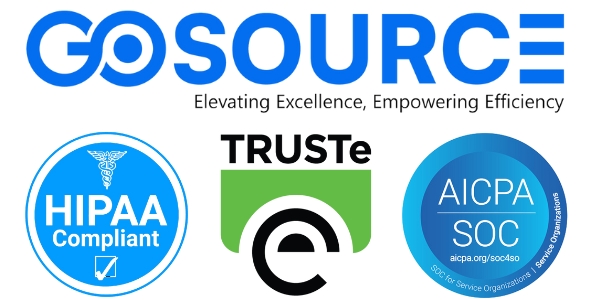 GOSOURCE
Elevating Excellence, Empowering Efficiency
HIPAA
Compliant
TRUSTe
e
AICPA
SOC
aicpa.org/soc4so
SOC for Service Organizations | Service Organizations